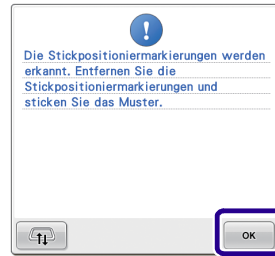 Die Stickpositioniermarkierungen werden
erkannt. Entfernen Sie die
Stickpositioniermarkierungen und
sticken Sie das Muster.
OK